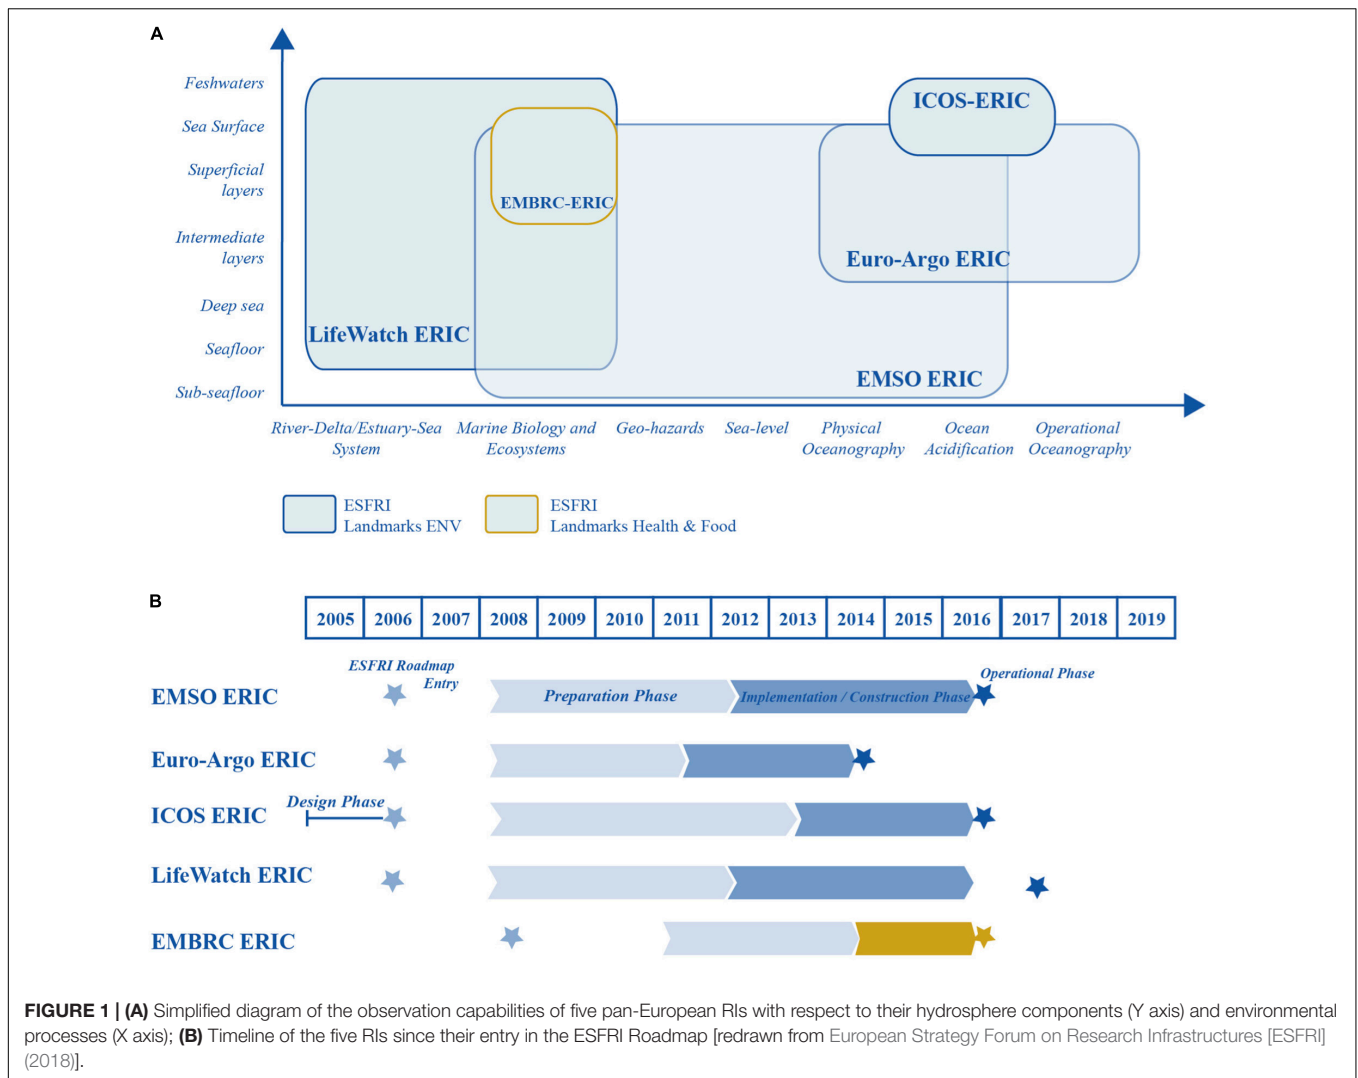 A
Feshwaters
Sea Surface
Superficial
layers
Intermediate
layers
Deep sea
Seafloor
Sub-seafloor
ICOS-ERIC
EMBRC-ERIC
Euro-Argo ERIC
LifeWatch ERIC
EMSO ERIC
River-Delta/Estuary-Sea
System
Marine Biology and
Ecosystems
Geo-hazards
Sea-level
Physical
Oceanography
Ocean
Acidification
Operational
Oceanography
ESFRI
Landmarks ENV
ESFRI
Landmarks Health & Food
B
2005 2006 2007 2008 2009 2010 2011 2012 2013 2014 2015 2016 2017 2018 2019
ESFRI Roadmap
Entry
Operational Phase
EMSO ERIC
Preparation Phase
Implementation / Construction Phase
Euro-Argo ERIC
Design Phase
ICOS ERIC
LifeWatch ERIC
EMBRC ERIC
FIGURE 1 | (A) Simplified diagram of the observation capabilities of five pan-European RIs with respect to their hydrosphere components (Y axis) and environmental
processes (X axis); (B) Timeline of the five RIs since their entry in the ESFRI Roadmap [redrawn from European Strategy Forum on Research Infrastructures [ESFRI]
(2018)].